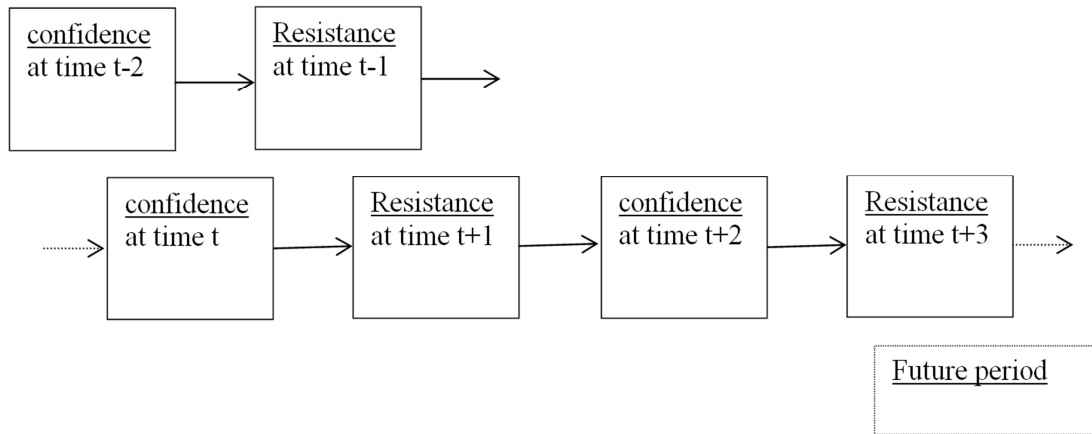 confidence
at time t-2
Resistance
at time t-1
confidence
at time t
Resistance
at time t+1
confidence
at time t+2
Resistance
at time t+3
Future period